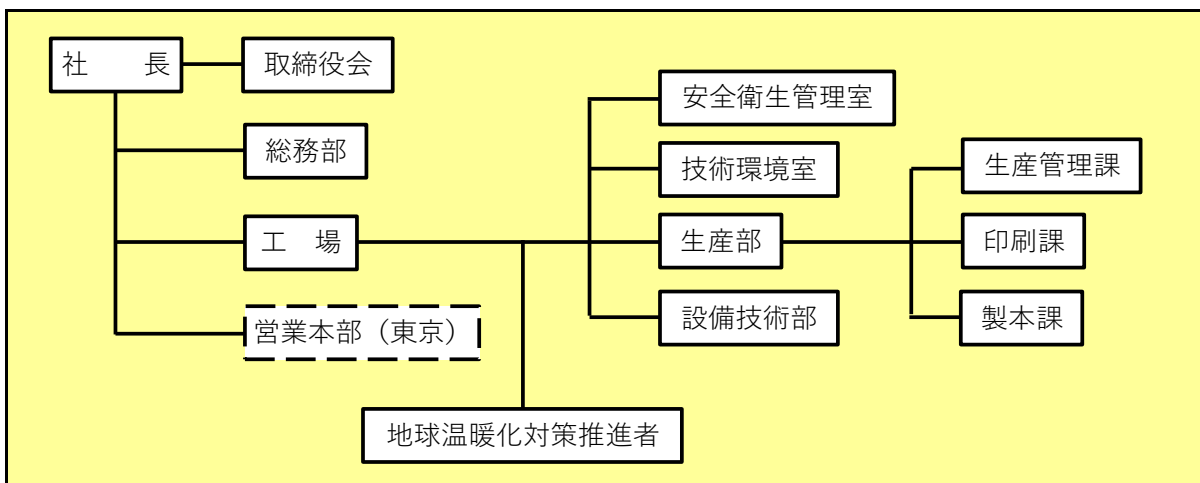 社　　長
取締役会
総務部
工　場
営業本部（東京）
地球温暖化対策推進者
安全衛生管理室
技術環境室
生産部
設備技術部
生産管理課
印刷課
製本課